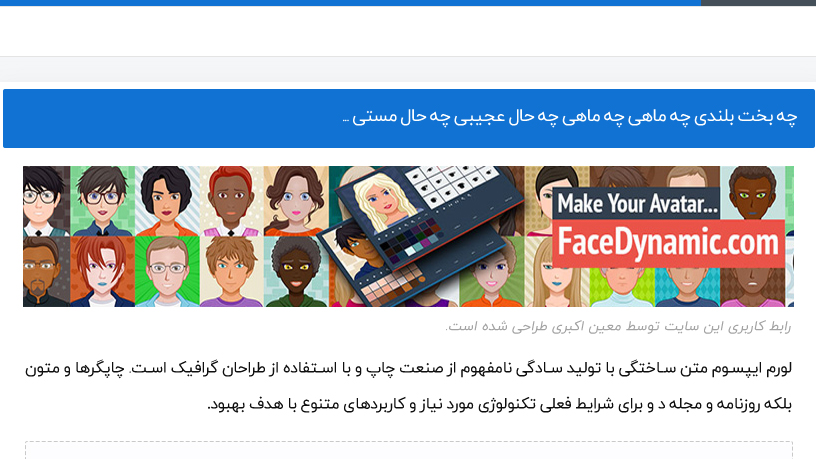 چه بخت بلندی چه ماهی چه ماهی چه حال عجیبی چه حال مستی ...
Make Your Avatar...
FaceDynamic.com
رابط کاربری این سایت توسط معین اکبری طراحی شده است.
لورم ایپسوم متن ساختگی با تولید سادگی نامفهوم از صنعت چاپ و با استفاده از طراحان گرافیک است. چاپگرها و متون
بلکه روزنامه و مجله د و برای شرایط فعلی تکنولوژی مورد نیاز و کاربردهای متنوع با هدف بهبود.